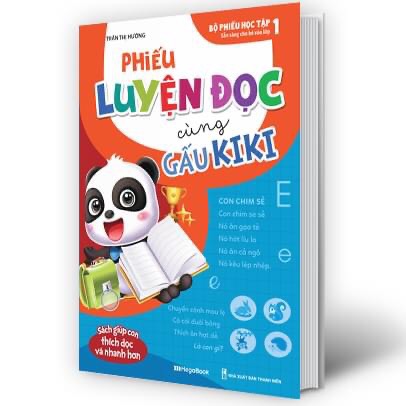 TRẦN THỊ HƯỜNG
BỘ PHIẾU HỌC TẬP
Sẵn sàng cho bé vào lớp 1
PHIẾU
LUYỆN ĐỌC
cùng
GẤU KIKI
CON CHIM SẺ
Con chim se sẻ
Nó ăn gạo tẻ
Nó hót líu lo
Nó ăn cà ngô
Nó kêu lép nhép.
E
e
e
Chuyền cành mau lẹ
Có cái đuôi bông
Thích ăn hạt dẻ
Là con gì?
Sách giúp con
thích đọc
và nhanh hơn
MegaBook
NHÀ XUẤT BẢN THANH NIÊN